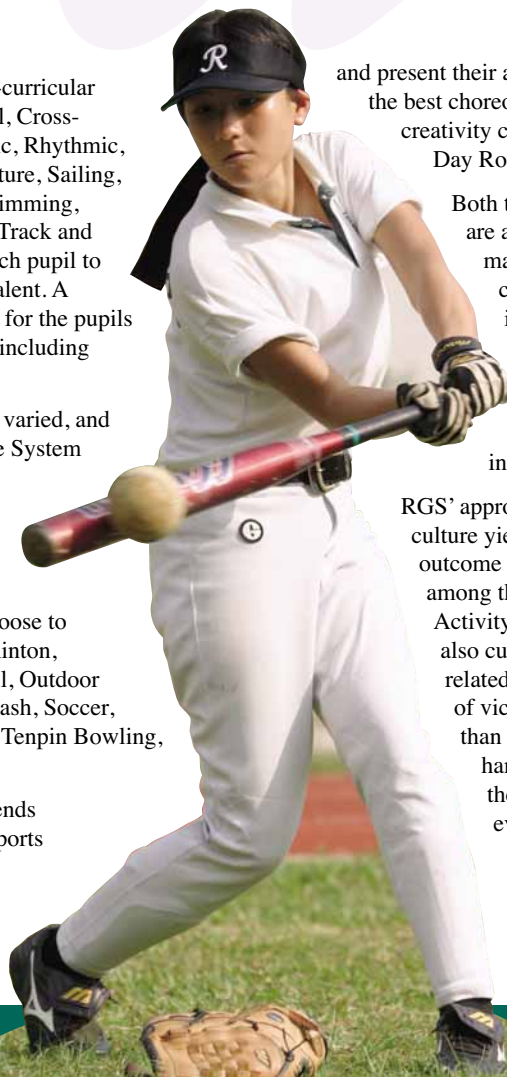 -curricular
l, Cross-
c, Rhythmic,
ture, Sailing,
imming,
Track and
ch pupil to
alent. A
for the pupils
including
varied, and
e System
oose to
inton,
l, Outdoor
ash, Soccer,
Tenpin Bowling,
ends
ports
R
and present their a
the best choreo
creativity c
Day Ro
Both t
are a
ma
c
i
in
RGS’ appro
culture yie
outcome
among th
Activity
also cu
related
of vic
than
har
the
ev